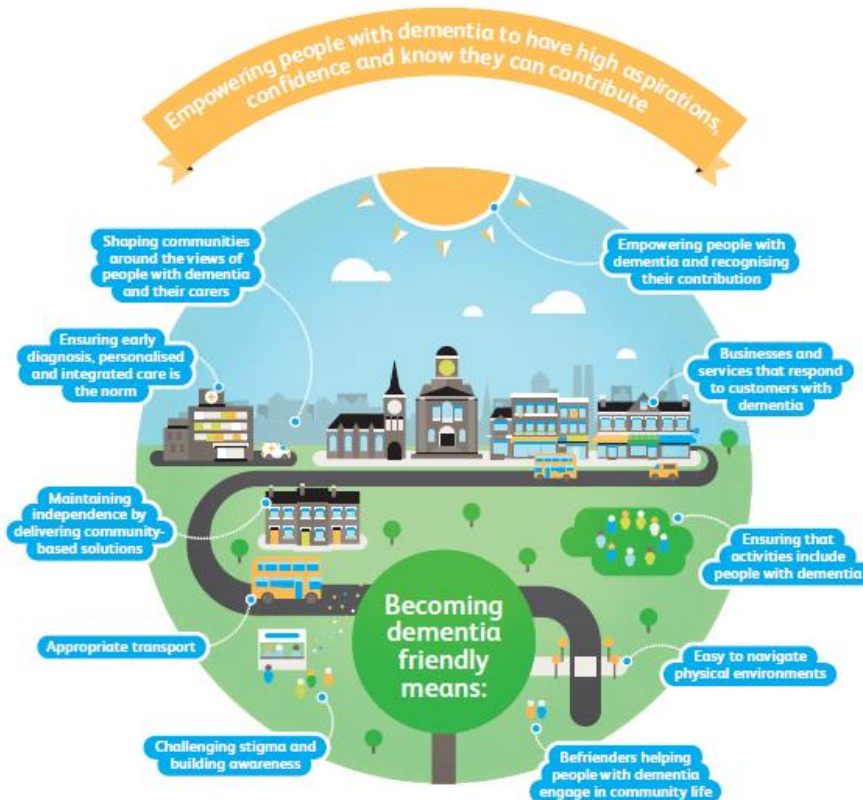 Empowering people with dementia to have high aspirations,
confidence and know they can contribute
Shaping communities
around the views of
people with dementia
and their carers
Empowering people with
dementia and recognising
their contribution
Ensuring early
diagnosis, personalised
and integrated care is
the norm
Businesses and
services that respond
to customers with
dementia
Maintaining
independence by
delivering community-
based solutions
Ensuring that
activities include
people with dementia
Becoming
dementia
friendly
means:
Appropriate transport
Easy to navigate
physical environments
Challenging stigma and
building awareness
Befrienders helping
people with dementia
engage in community life